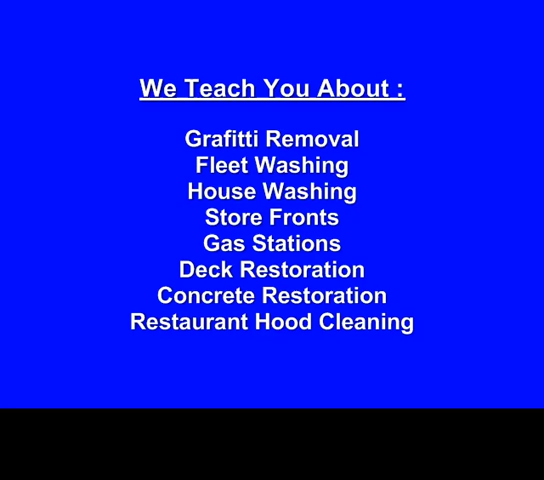 We Teach You About :
Grafitti Removal
Fleet Washing
House Washing
Store Fronts
Gas Stations
Deck Restoration
Concrete Restoration
Restaurant Hood Cleaning